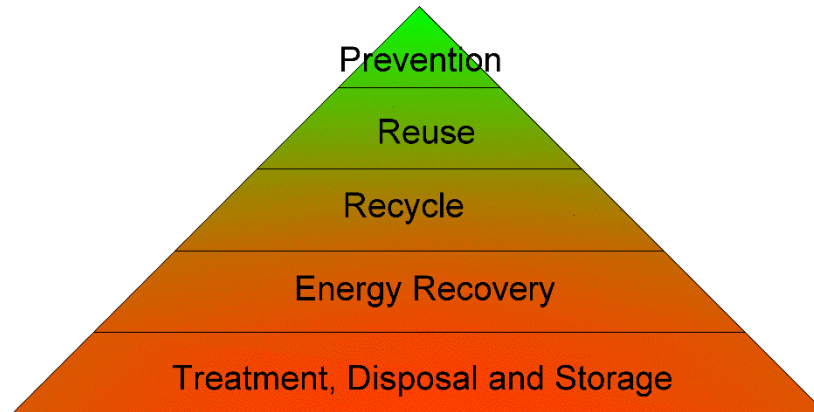 Prevention
Reuse
Recycle
Energy Recovery
Treatment, Disposal and Storage